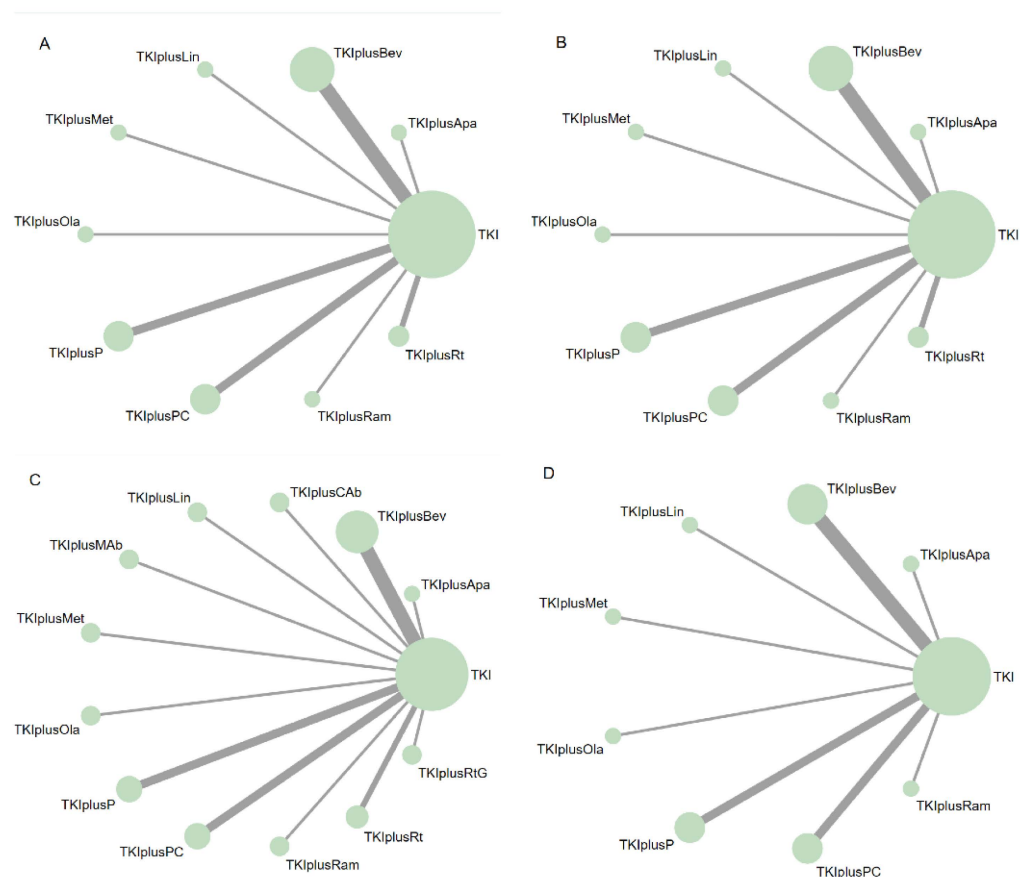 A
TKIplusBev
TKIplusLin
TKIplusApa
TKIplusMet
TKIplusOla
TKI
TKIplusP
TKIplusRt
TKIplusPC
TKIplusRam
B
TKIplusBev
TKIplusLin
TKIplusApa
TKIplusMet
TKIplusOla
TKI
TKIplusP
TKIplusRt
TKIplusPC
TKIplusRam
C
TKIplusCAb
TKIplusLin
TKIplusBev
TKIplusMAb
TKIplusApa
TKIplusMet
TKI
TKIplusOla
TKIplusRtG
TKIplusP
TKIplusRt
TKIplusPC
TKIplusRam
D
TKIplusBev
TKIplusLin
TKIplusApa
TKIplusMet
TKI
TKIplusOla
TKIplusRam
TKIplusP
TKIplusPC